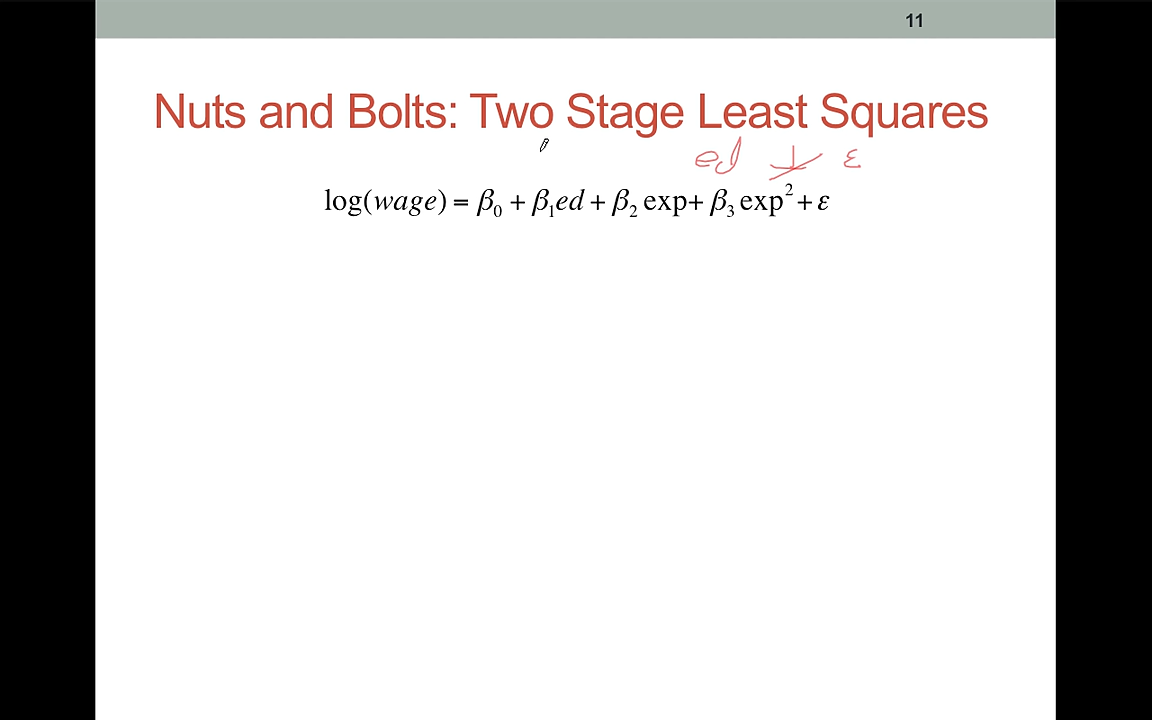 11
Nuts and Bolts: Two Stage Least Squares
ed ⊥̸ ε
log(wage) = β₀ + β₁ed + β₂ exp+ β₃ exp² + ε